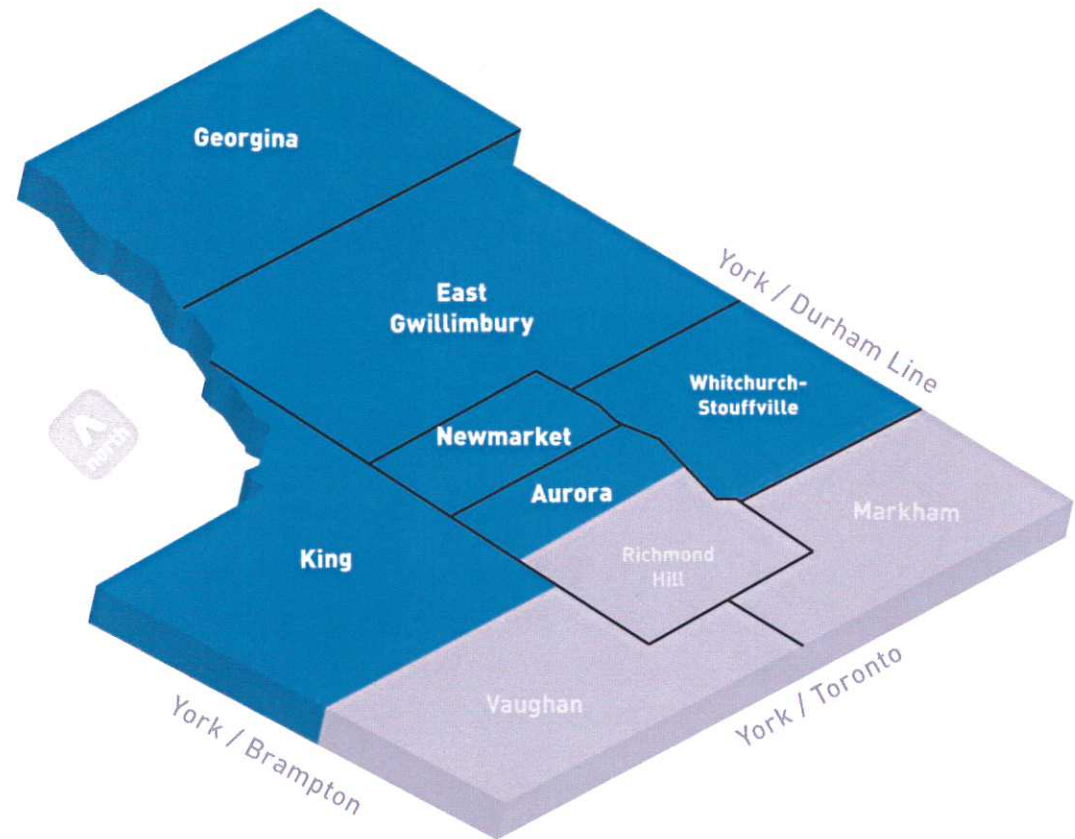 Georgina
East
Gwillimbury
York / Durham Line
Whitchurch-
Stouffville
Newmarket
Aurora
Markham
King
Richmond
Hill
Vaughan
York / Toronto
York / Brampton
north